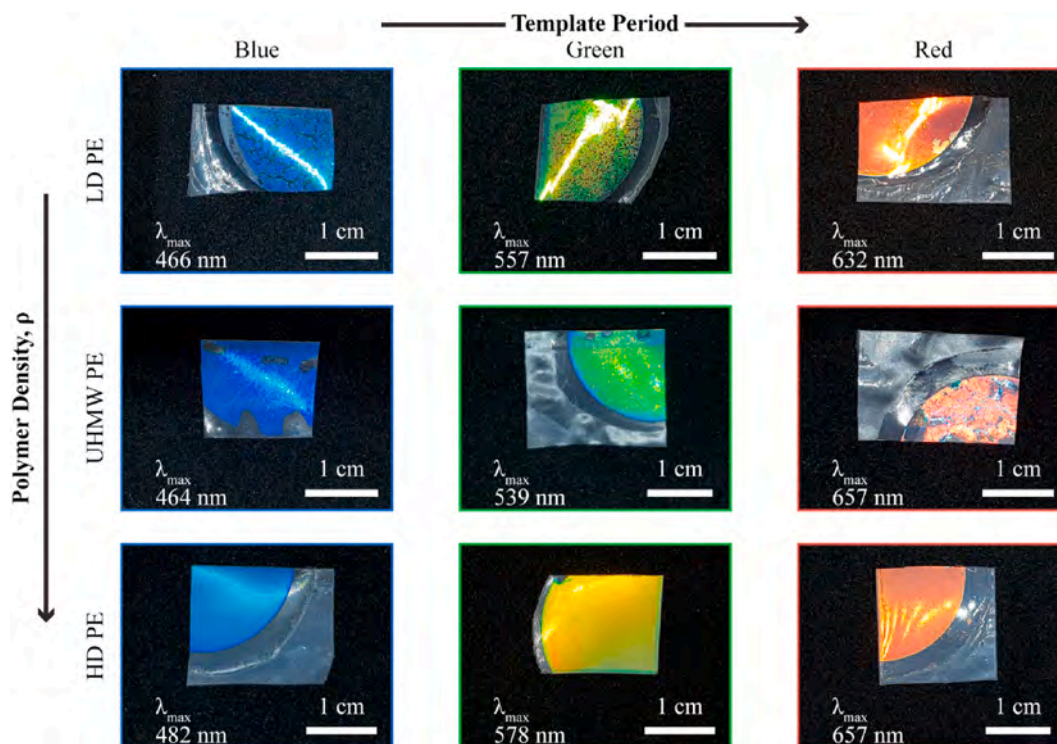 Template Period
Blue
Green
Red
Polymer Density, ρ
LD PE
λmax
466 nm
1 cm
λmax
557 nm
1 cm
λmax
632 nm
1 cm
UHMW PE
λmax
464 nm
1 cm
λmax
539 nm
1 cm
λmax
657 nm
1 cm
HD PE
λmax
482 nm
1 cm
λmax
578 nm
1 cm
λmax
657 nm
1 cm